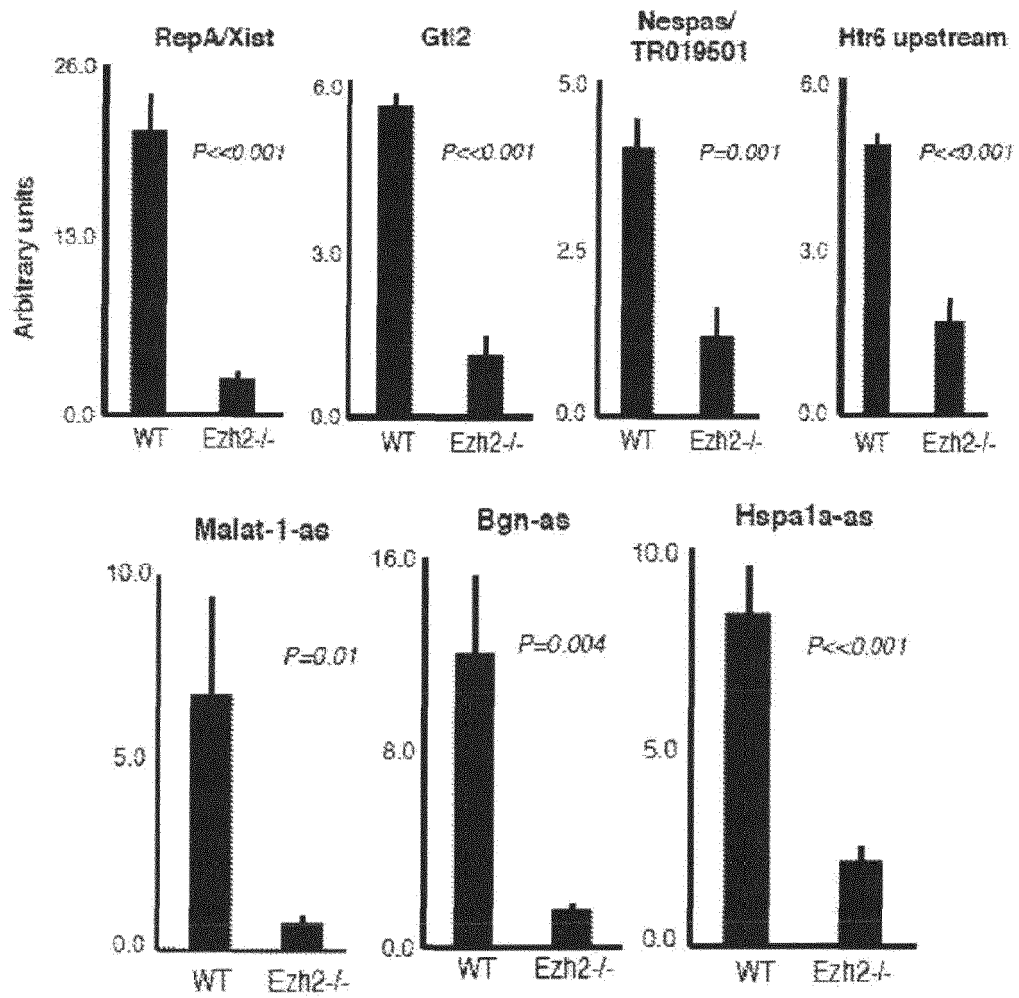 RepA/Xist
Gtl2
Nespas/
TR019501
Htr6 upstream
26.0
13.0
0.0
Arbitrary units
P<<0.001
WT Ezh2-/-
6.0
3.0
0.0
P<<0.001
WT Ezh2-/-
5.0
2.5
0.0
P=0.001
WT Ezh2-/-
6.0
3.0
0.0
P<<0.001
WT Ezh2-/-
Malat-1-as
10.0
5.0
0.0
P=0.01
WT Ezh2-/-
Bgn-as
16.0
8.0
0.0
P=0.004
WT Ezh2-/-
Hspa1a-as
10.0
5.0
0.0
P<<0.001
WT Ezh2-/-